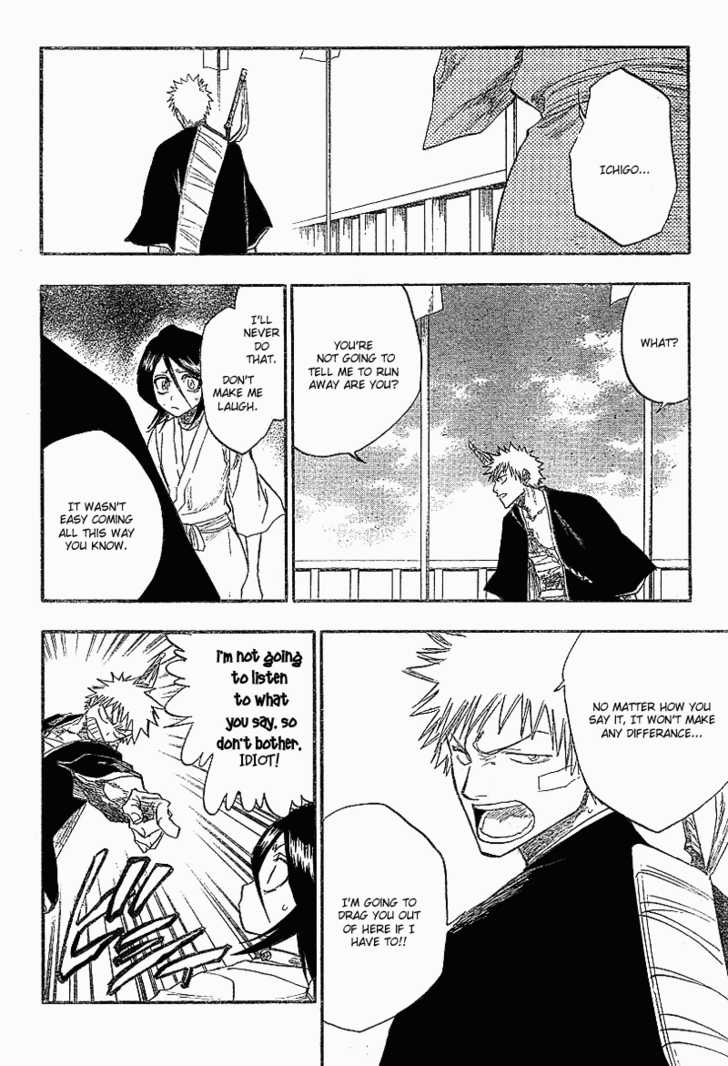 ICHIGO...
WHAT?
YOU'RE
NOT GOING TO
TELL ME TO RUN
AWAY ARE YOU?
I'LL
NEVER
DO
THAT.
DON'T
MAKE ME
LAUGH.
IT WASN'T
EASY COMING
ALL THIS WAY
YOU KNOW.
NO MATTER HOW YOU
SAY IT, IT WON'T MAKE
ANY DIFFERANCE...
I'M GOING TO
DRAG YOU OUT
OF HERE IF I
HAVE TO!!
I'm not going
to listen
to what
you say, so
don't bother,
IDIOT!
ビシッ